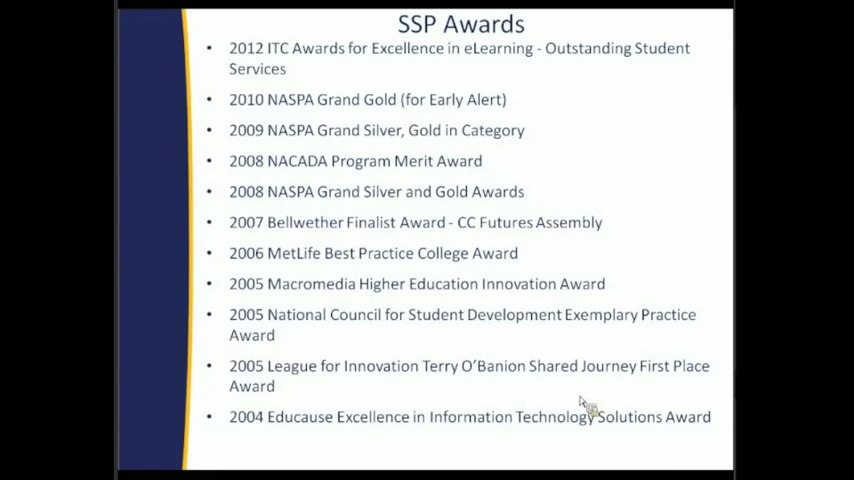 SSP Awards
• 2012 ITC Awards for Excellence in eLearning - Outstanding Student
Services
• 2010 NASPA Grand Gold (for Early Alert)
• 2009 NASPA Grand Silver, Gold in Category
• 2008 NACADA Program Merit Award
• 2008 NASPA Grand Silver and Gold Awards
• 2007 Bellwether Finalist Award - CC Futures Assembly
• 2006 MetLife Best Practice College Award
• 2005 Macromedia Higher Education Innovation Award
• 2005 National Council for Student Development Exemplary Practice
Award
• 2005 League for Innovation Terry O'Banion Shared Journey First Place
Award
• 2004 Educause Excellence in Information Technology Solutions Award